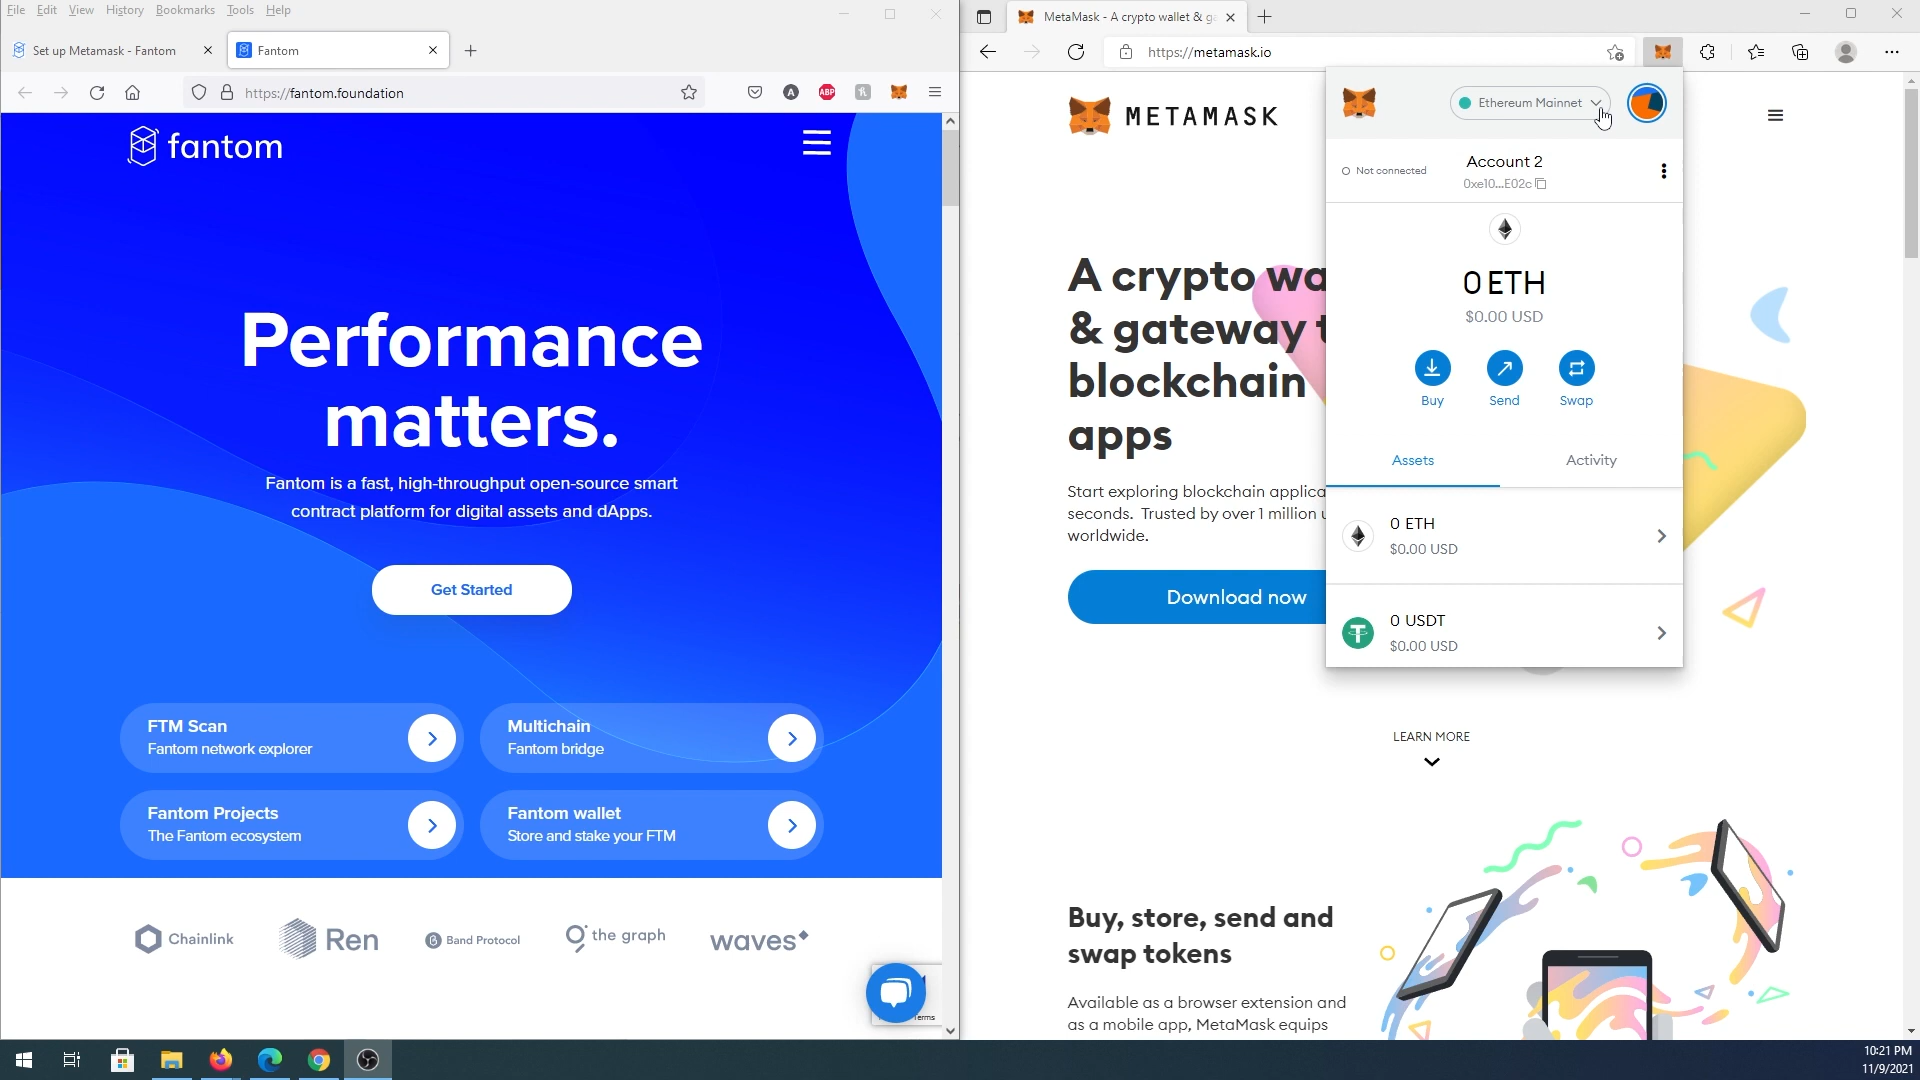 File Edit View History Bookmarks Tools Help
Set up Metamask - Fantom
Fantom
https://fantom.foundation
fantom
Performance
matters.
Fantom is a fast, high-throughput open-source smart
contract platform for digital assets and dApps.
Get Started
FTM Scan
Fantom network explorer
Multichain
Fantom bridge
Fantom Projects
The Fantom ecosystem
Fantom wallet
Store and stake your FTM
Chainlink
Ren
Band Protocol
the graph
waves
MetaMask - A crypto wallet & ga
https://metamask.io
METAMASK
A crypto wa
& gateway t
blockchain
apps
Start exploring blockchain applica
seconds. Trusted by over 1 million u
worldwide.
Download now
Ethereum Mainnet
Not connected
Account 2
0xe10...E02c
0 ETH
$0.00 USD
Buy
Send
Swap
Assets
Activity
0 ETH
$0.00 USD
0 USDT
$0.00 USD
LEARN MORE
Buy, store, send and
swap tokens
Available as a browser extension and
as a mobile app, MetaMask equips
10:21 PM
11/9/2021